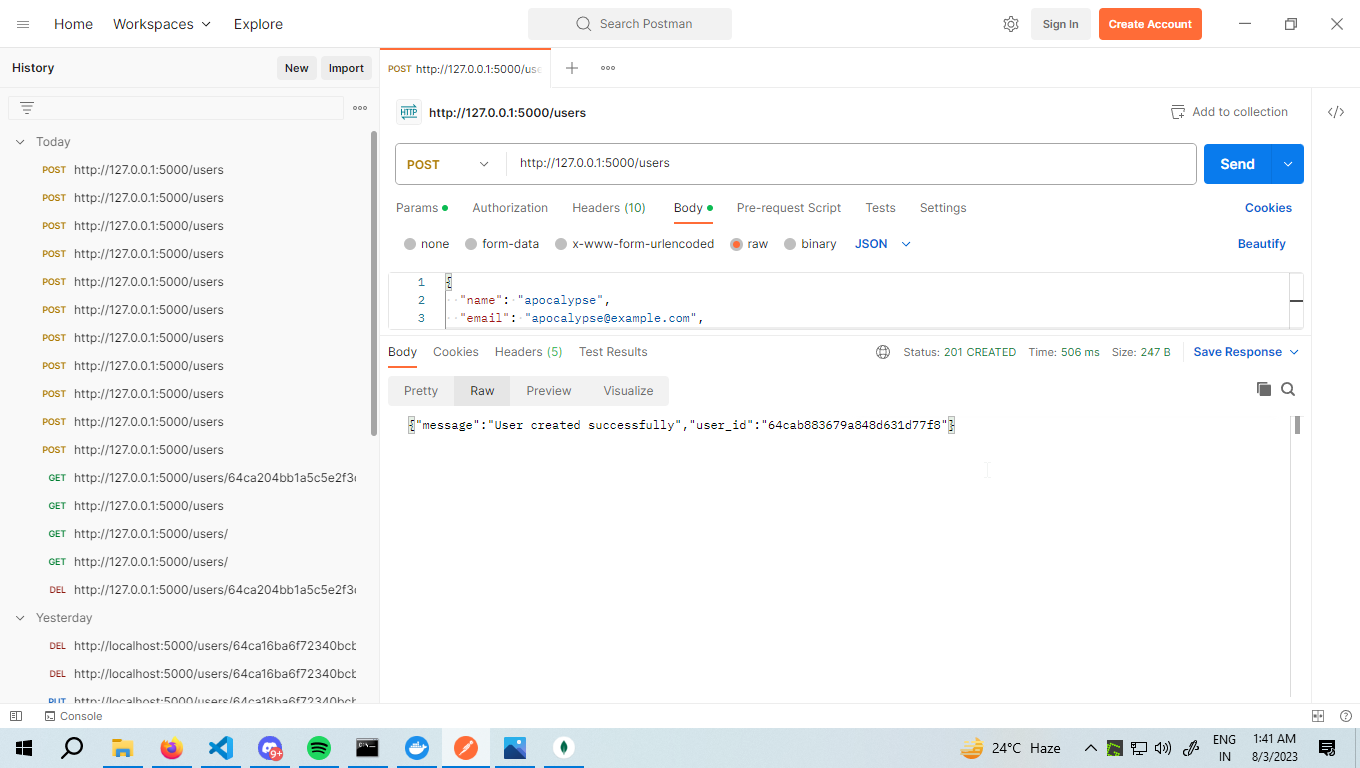 Home Workspaces Explore Search Postman Sign In Create Account
History New Import
POST http://127.0.0.1:5000/use
HTTP http://127.0.0.1:5000/users Add to collection
Today
POST http://127.0.0.1:5000/users
POST http://127.0.0.1:5000/users
POST http://127.0.0.1:5000/users
POST http://127.0.0.1:5000/users
POST http://127.0.0.1:5000/users
POST http://127.0.0.1:5000/users
POST http://127.0.0.1:5000/users
POST http://127.0.0.1:5000/users
POST http://127.0.0.1:5000/users
POST http://127.0.0.1:5000/users
POST http://127.0.0.1:5000/users
GET http://127.0.0.1:5000/users/64ca204bb1a5c5e2f3c
GET http://127.0.0.1:5000/users
GET http://127.0.0.1:5000/users/
GET http://127.0.0.1:5000/users/
DEL http://127.0.0.1:5000/users/64ca204bb1a5c5e2f3c
Yesterday
DEL http://localhost:5000/users/64ca16ba6f72340bcb
DEL http://localhost:5000/users/64ca16ba6f72340bcb
PUT http://localhost:5000/users/64ca16ba6f72340bcb
POST http://127.0.0.1:5000/users Send
Params Authorization Headers (10) Body Pre-request Script Tests Settings Cookies
none form-data x-www-form-urlencoded raw binary JSON Beautify
1 {
2 "name": "apocalypse",
3 "email": "apocalypse@example.com",
Body Cookies Headers (5) Test Results Status: 201 CREATED Time: 506 ms Size: 247 B Save Response
Pretty Raw Preview Visualize
{"message":"User created successfully","user_id":"64cab883679a848d631d77f8"}
Console
9+ 24°C Haze ENG 1:41 AM
IN 8/3/2023